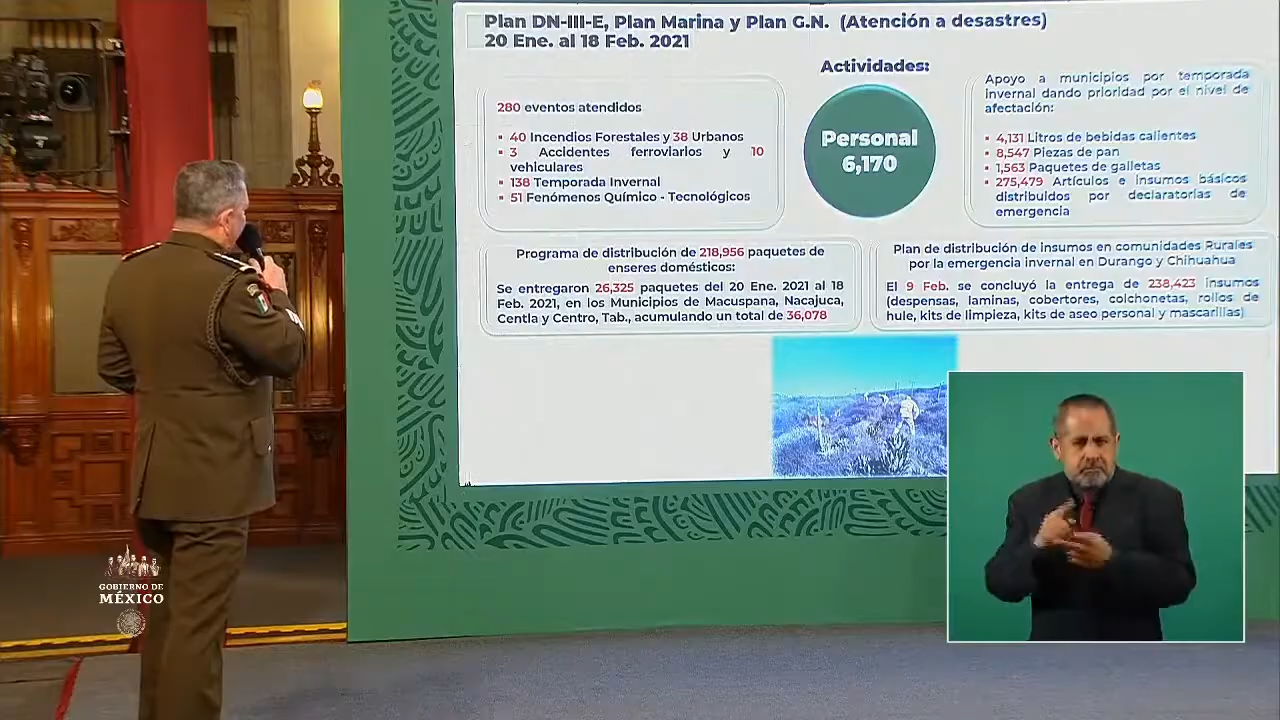 Plan DN-III-E, Plan Marina y Plan G.N. (Atención a desastres)
20 Ene. al 18 Feb. 2021
Actividades:
280 eventos atendidos
▪ 40 Incendios Forestales y 38 Urbanos
▪ 3 Accidentes ferroviarios y 10
vehiculares
▪ 138 Temporada Invernal
▪ 51 Fenómenos Químico - Tecnológicos
Personal
6,170
Apoyo a municipios por temporada
invernal dando prioridad por el nivel de
afectación:
▪ 4,131 Litros de bebidas calientes
▪ 8,547 Piezas de pan
▪ 1,563 Paquetes de galletas
▪ 275,479 Artículos e insumos básicos
distribuidos por declaratorias de
emergencia
Programa de distribución de 218,956 paquetes de
enseres domésticos:
Se entregaron 26,325 paquetes del 20 Ene. 2021 al 18
Feb. 2021, en los Municipios de Macuspana, Nacajuca,
Centla y Centro, Tab., acumulando un total de 36,078
Plan de distribución de insumos en comunidades Rurales
por la emergencia invernal en Durango y Chihuahua
El 9 Feb. se concluyó la entrega de 238,423 insumos
(despensas, laminas, cobertores, colchonetas, rollos de
hule, kits de limpieza, kits de aseo personal y mascarillas)
GOBIERNO DE
MÉXICO